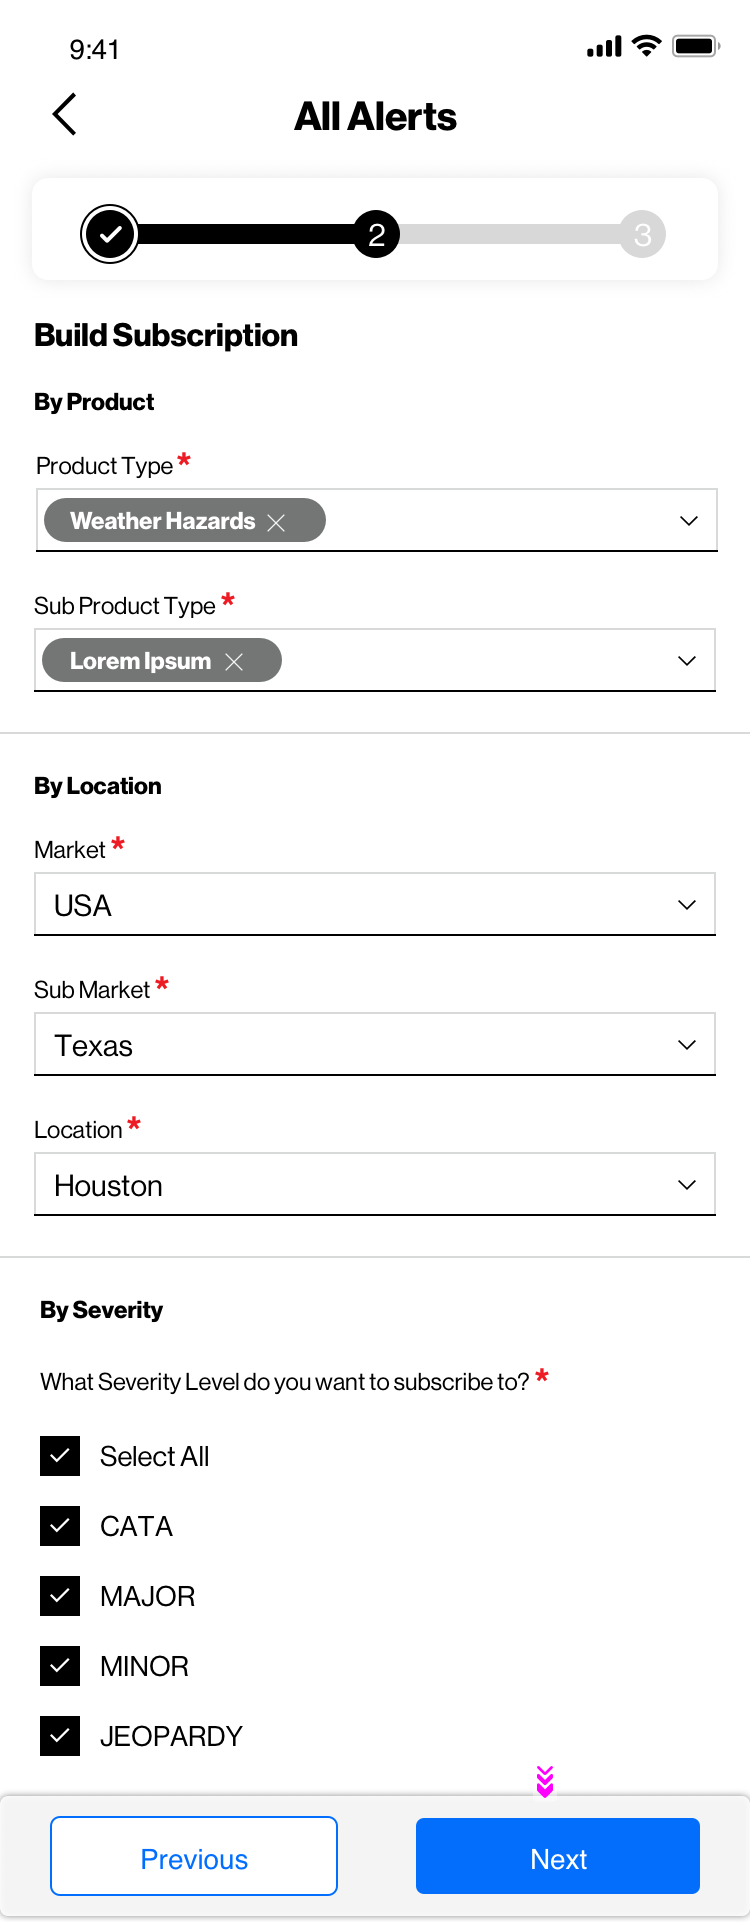 9:41
All Alerts
2
3
Build Subscription
By Product
Product Type *
Weather Hazards
Sub Product Type *
Lorem Ipsum
By Location
Market *
USA
Sub Market *
Texas
Location *
Houston
By Severity
What Severity Level do you want to subscribe to? *
Select All
CATA
MAJOR
MINOR
JEOPARDY
Previous
Next